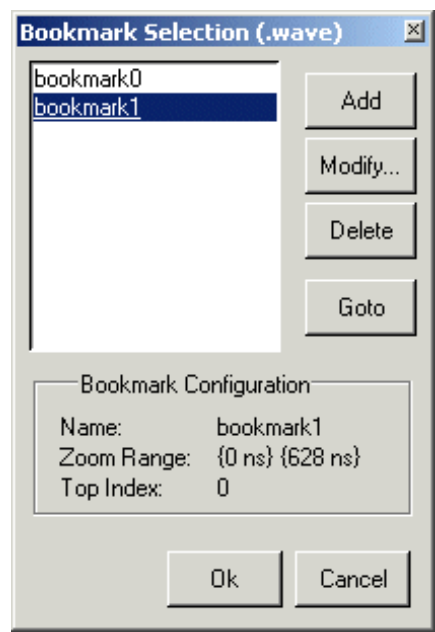 Bookmark Selection (.wave)
bookmark0
bookmark1
Add
Modify...
Delete
Goto
Bookmark Configuration
Name: bookmark1
Zoom Range: {0 ns} {628 ns}
Top Index: 0
Ok Cancel